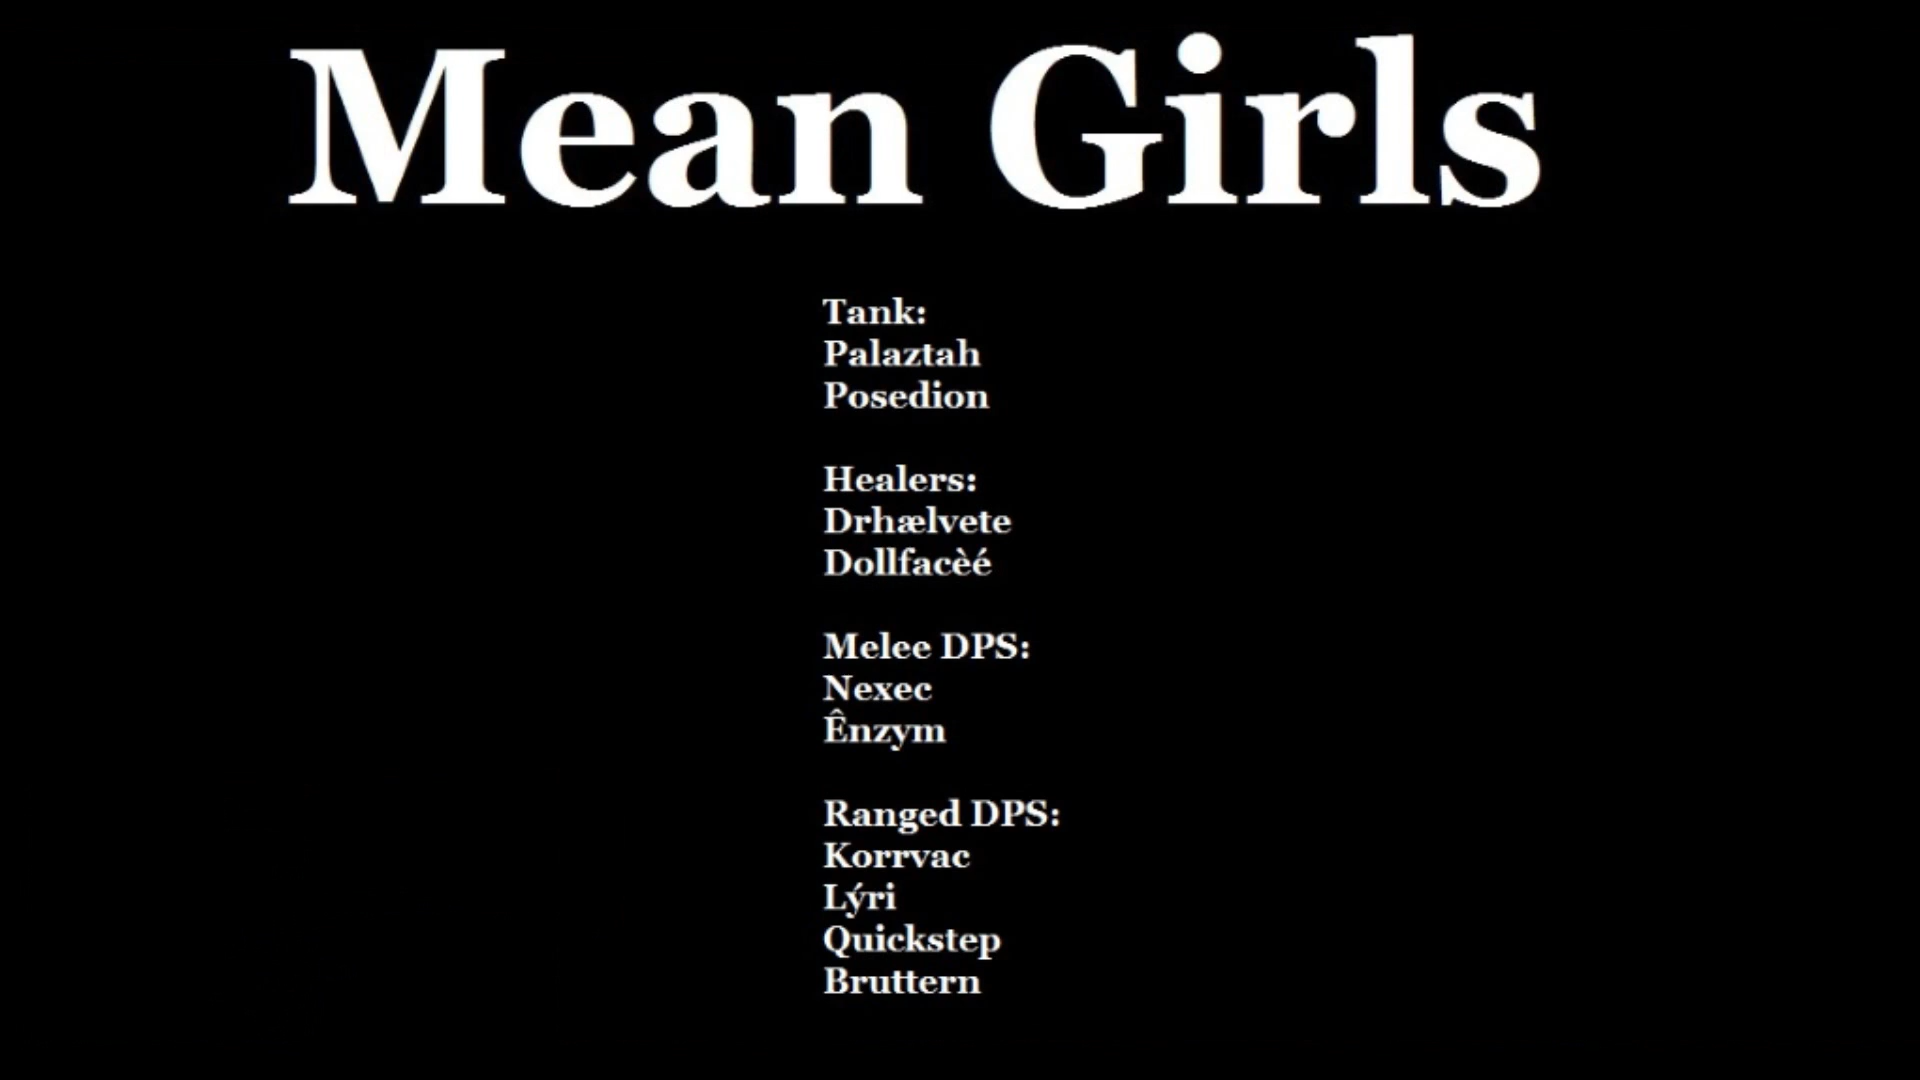 Mean Girls
Tank:
Palaztah
Posedion
Healers:
Drhælvete
Dollfacèé
Melee DPS:
Nexec
Ênzym
Ranged DPS:
Korrvac
Lýri
Quickstep
Bruttern